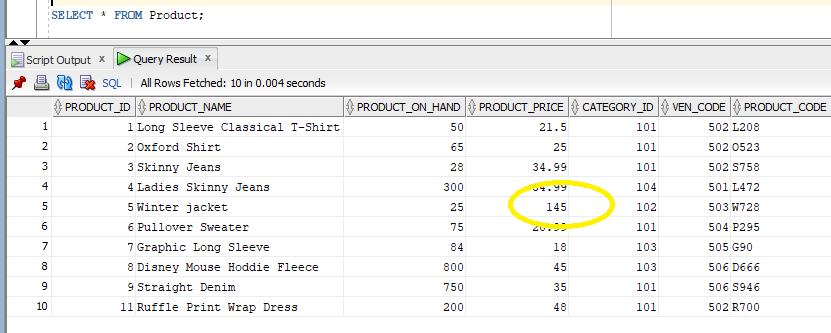 SELECT * FROM Product;
Script Output x Query Result x
SQL | All Rows Fetched: 10 in 0.004 seconds
PRODUCT_ID PRODUCT_NAME PRODUCT_ON_HAND PRODUCT_PRICE CATEGORY_ID VEN_CODE PRODUCT_CODE
1 1 Long Sleeve Classical T-Shirt 50 21.5 101 502 L208
2 2 Oxford Shirt 65 25 101 502 O523
3 3 Skinny Jeans 28 34.99 101 502 S758
4 4 Ladies Skinny Jeans 300 104 501 L472
5 5 Winter jacket 25 145 102 503 W728
6 6 Pullover Sweater 75 101 504 P295
7 7 Graphic Long Sleeve 84 18 103 505 G90
8 8 Disney Mouse Hoddie Fleece 800 45 103 506 D666
9 9 Straight Denim 750 35 101 506 S946
10 11 Ruffle Print Wrap Dress 200 48 101 502 R700